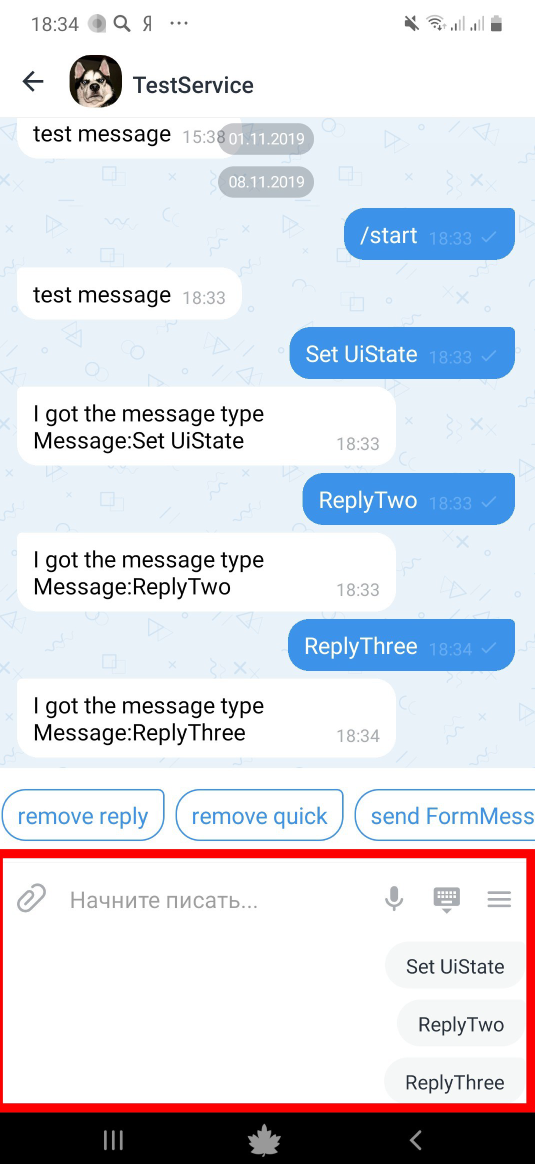 18:34 Я ...
TestService
test message 15:38
01.11.2019
08.11.2019
/start 18:33
test message 18:33
Set UiState 18:33
I got the message type
Message:Set UiState 18:33
ReplyTwo 18:33
I got the message type
Message:ReplyTwo 18:33
ReplyThree 18:34
I got the message type
Message:ReplyThree 18:34
remove reply remove quick send FormMess
Начните писать...
Set UiState
ReplyTwo
ReplyThree